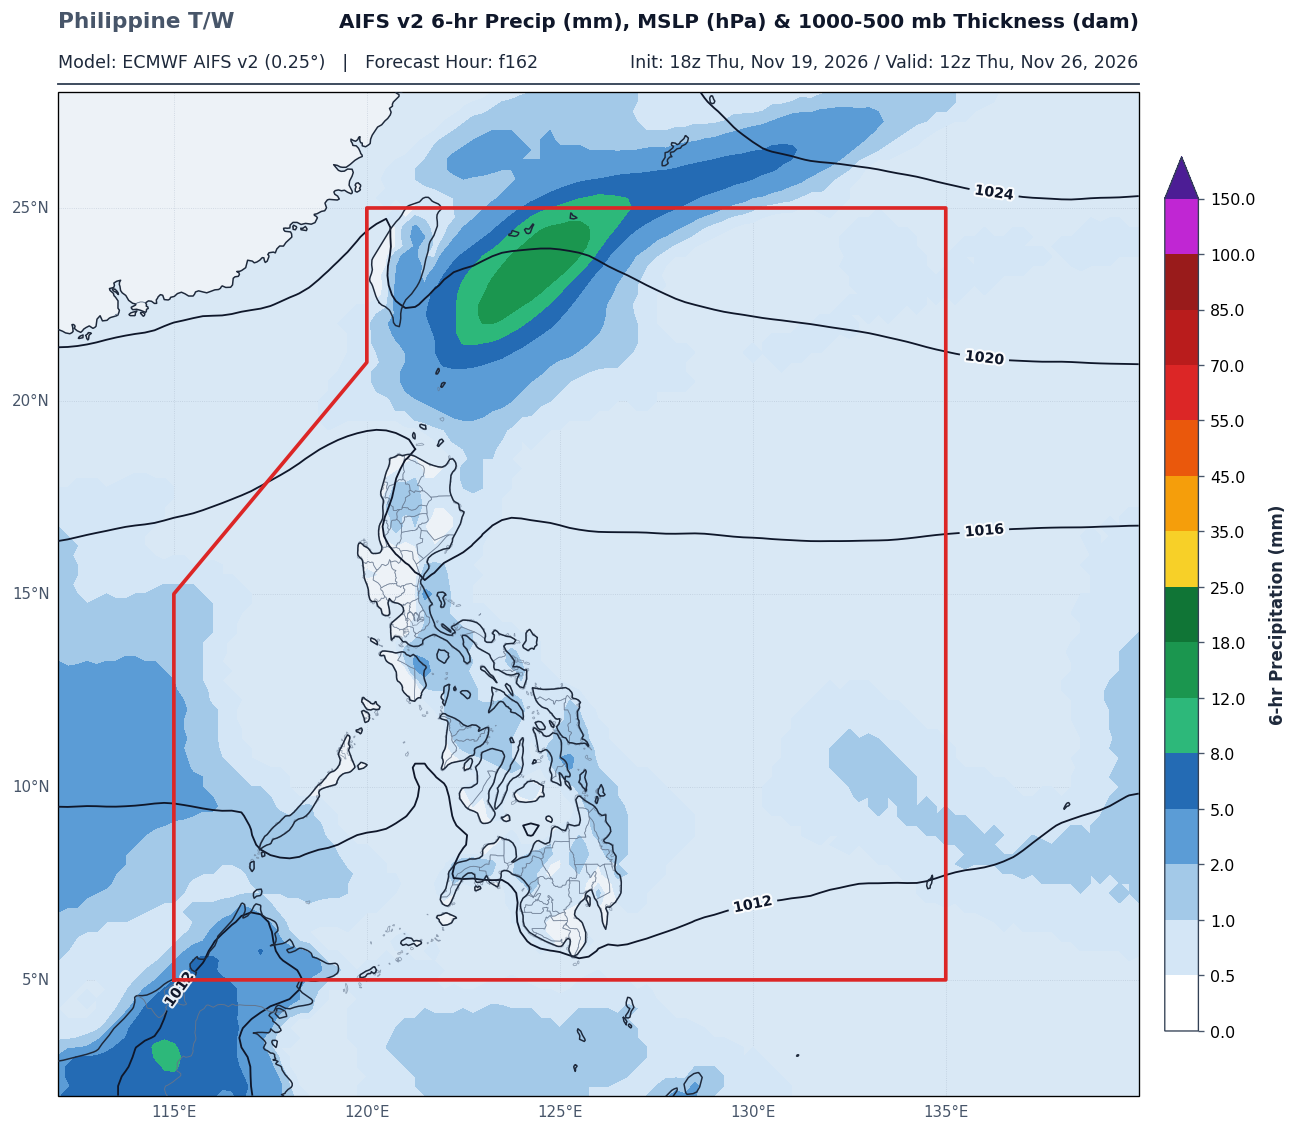 Philippine T/W
AIFS v2 6-hr Precip (mm), MSLP (hPa) & 1000-500 mb Thickness (dam)
Model: ECMWF AIFS v2 (0.25°) | Forecast Hour: f162
Init: 18z Thu, Nov 19, 2026 / Valid: 12z Thu, Nov 26, 2026
25°N
20°N
15°N
10°N
5°N
115°E
120°E
125°E
130°E
135°E
1024
1020
1016
1012
1012
150.0
100.0
85.0
70.0
55.0
45.0
35.0
25.0
18.0
12.0
8.0
5.0
2.0
1.0
0.5
0.0
6-hr Precipitation (mm)